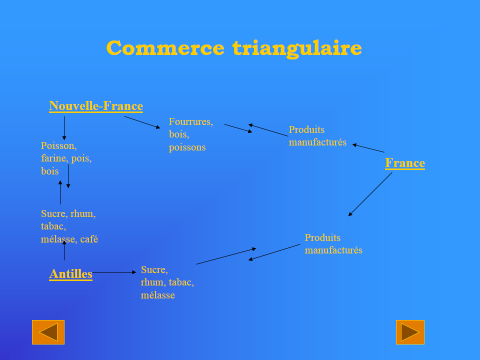 Commerce triangulaire
Nouvelle-France
Fourrures,
bois,
poissons
Produits
manufacturés
Poisson,
farine, pois,
bois
France
Sucre, rhum,
tabac,
mélasse, café
Produits
manufacturés
Antilles
Sucre,
rhum, tabac,
mélasse